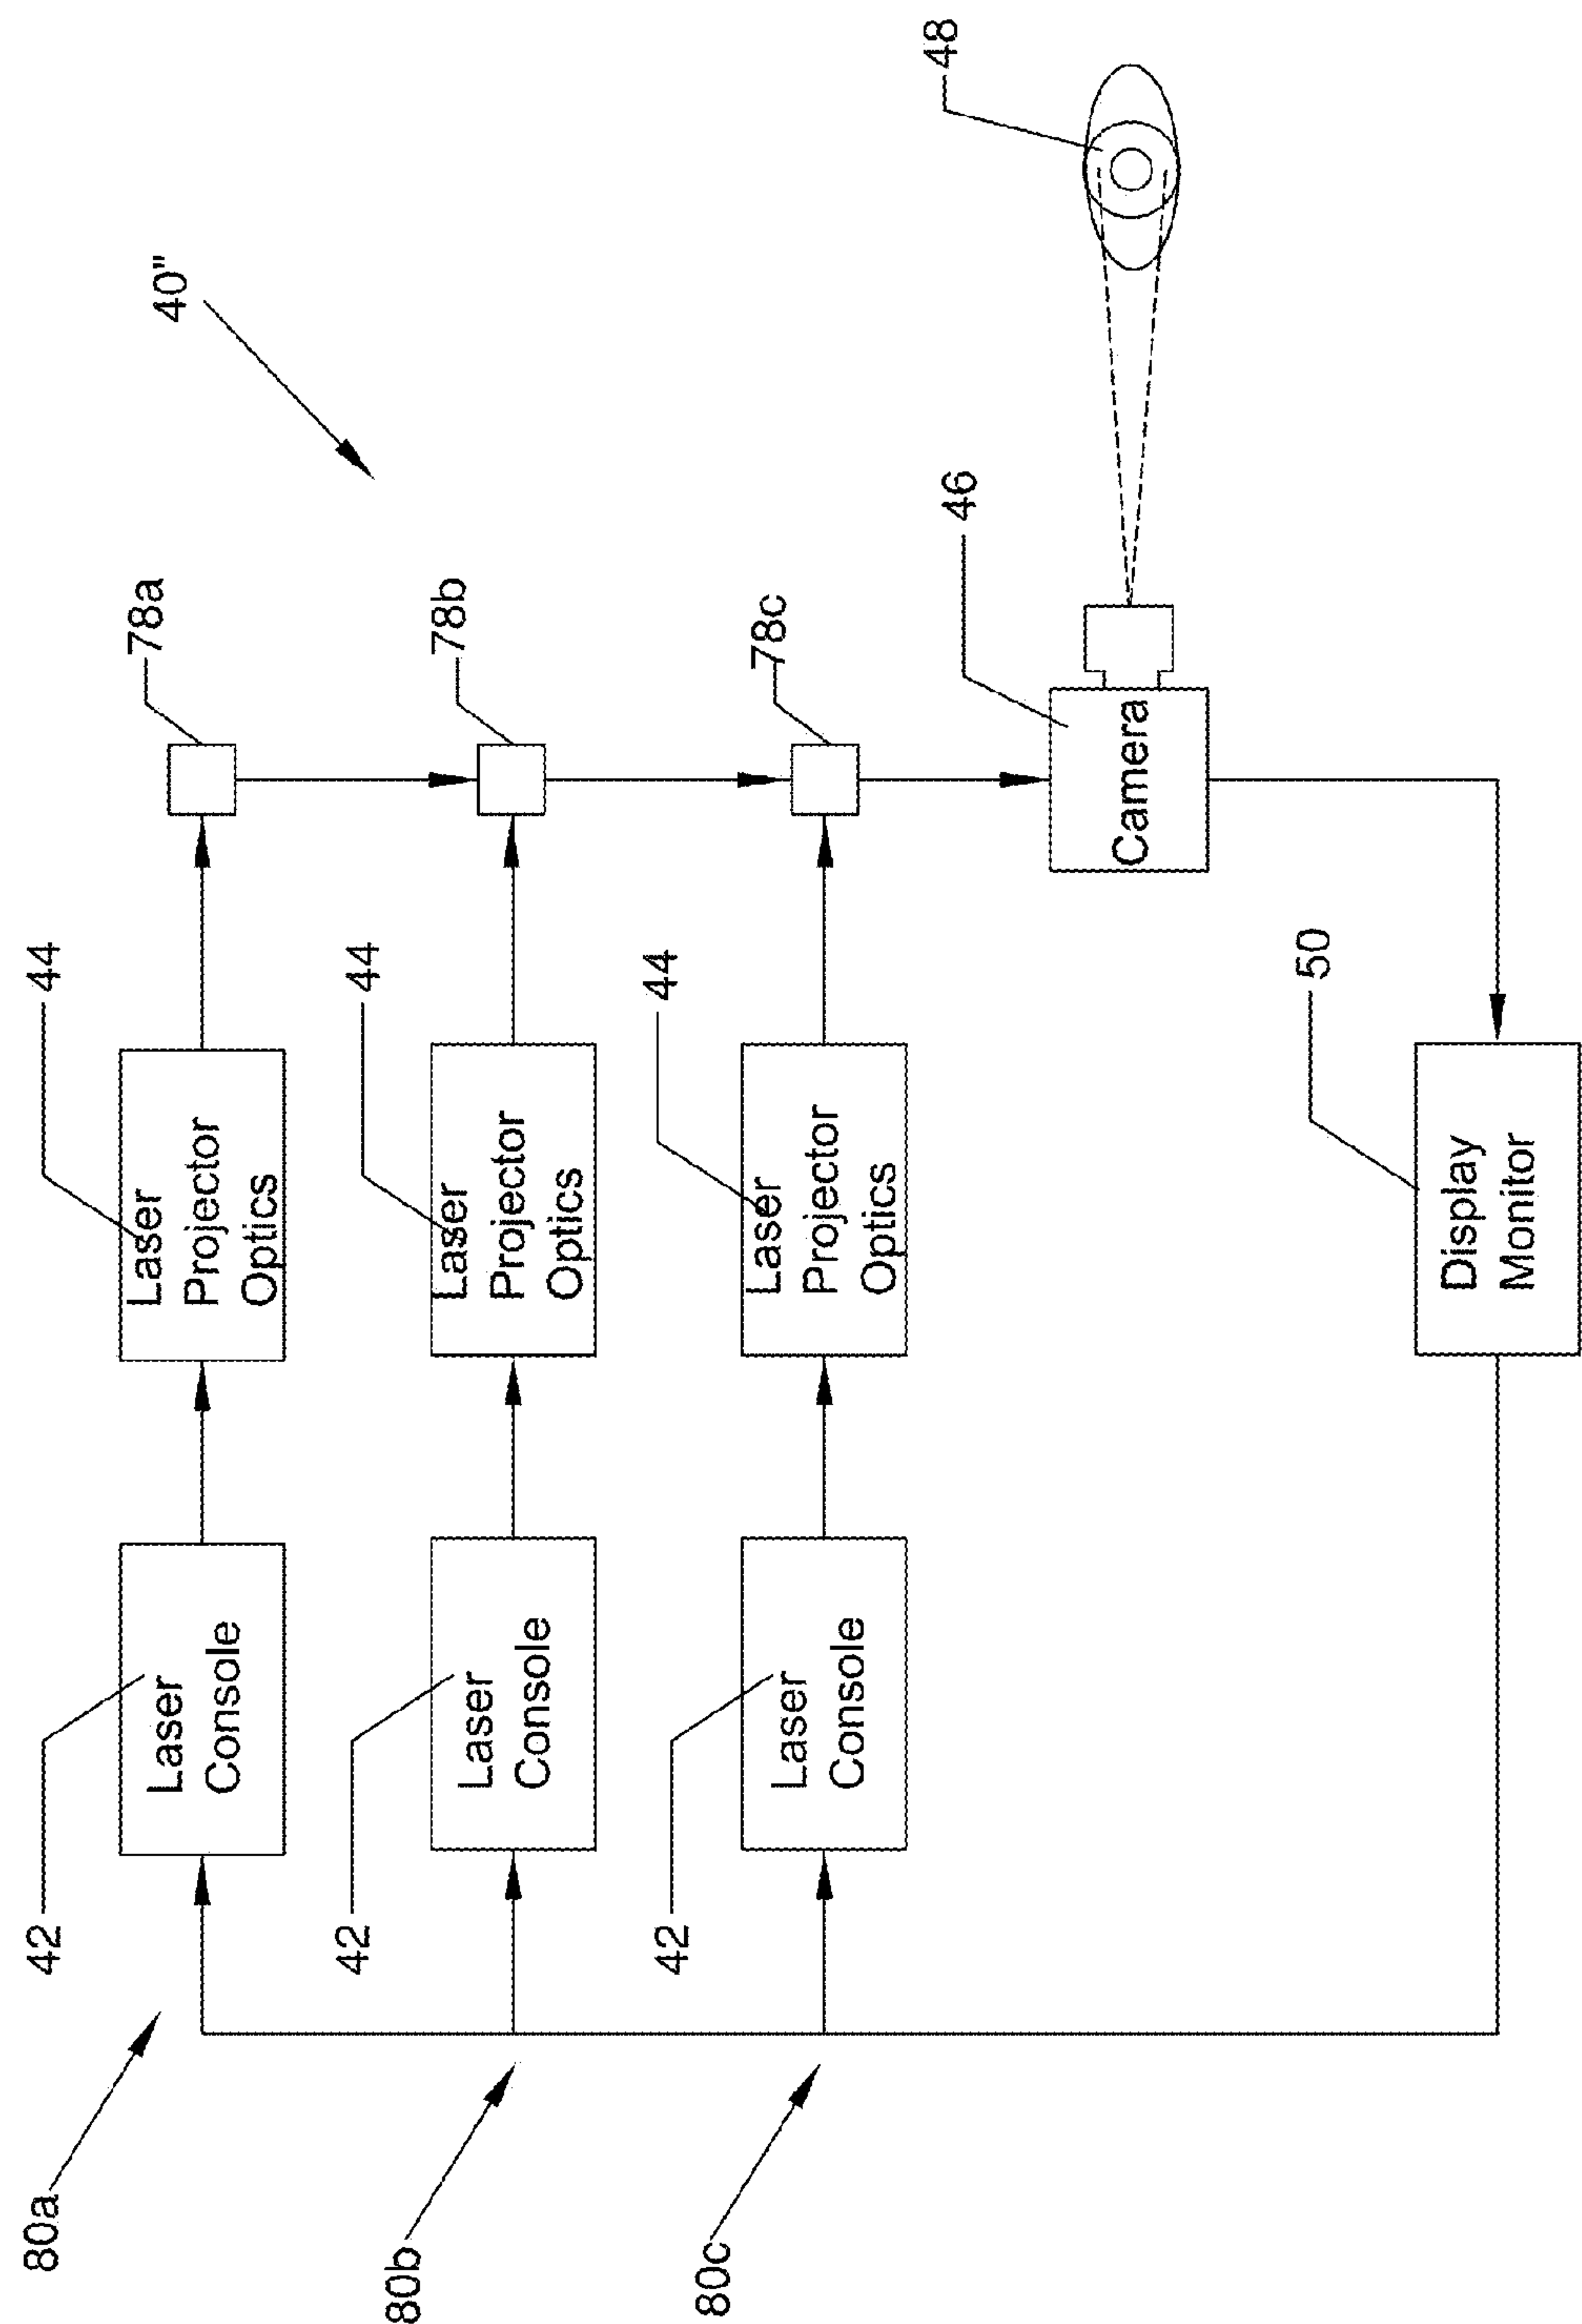 80a
42
44
78a
40"
Laser
Console
Laser
Projector
Optics
80b
42
44
78b
Laser
Console
Laser
Projector
Optics
80c
42
44
78c
Laser
Console
Laser
Projector
Optics
46
48
Camera
50
Display
Monitor